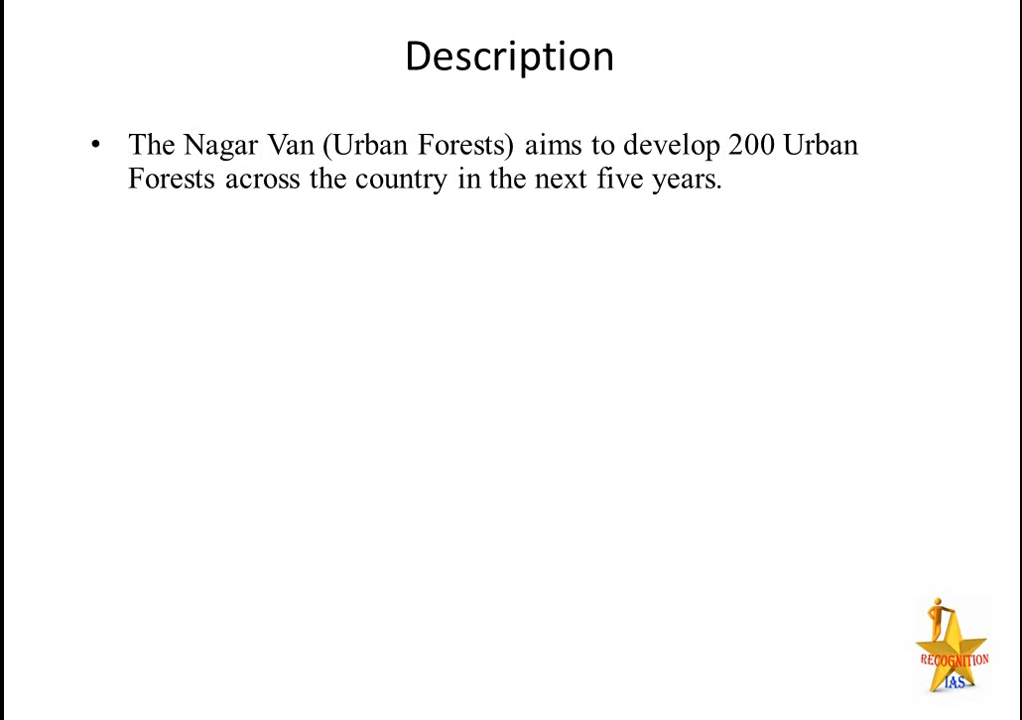 Description
• The Nagar Van (Urban Forests) aims to develop 200 Urban
Forests across the country in the next five years.
RECOGNITION
IAS